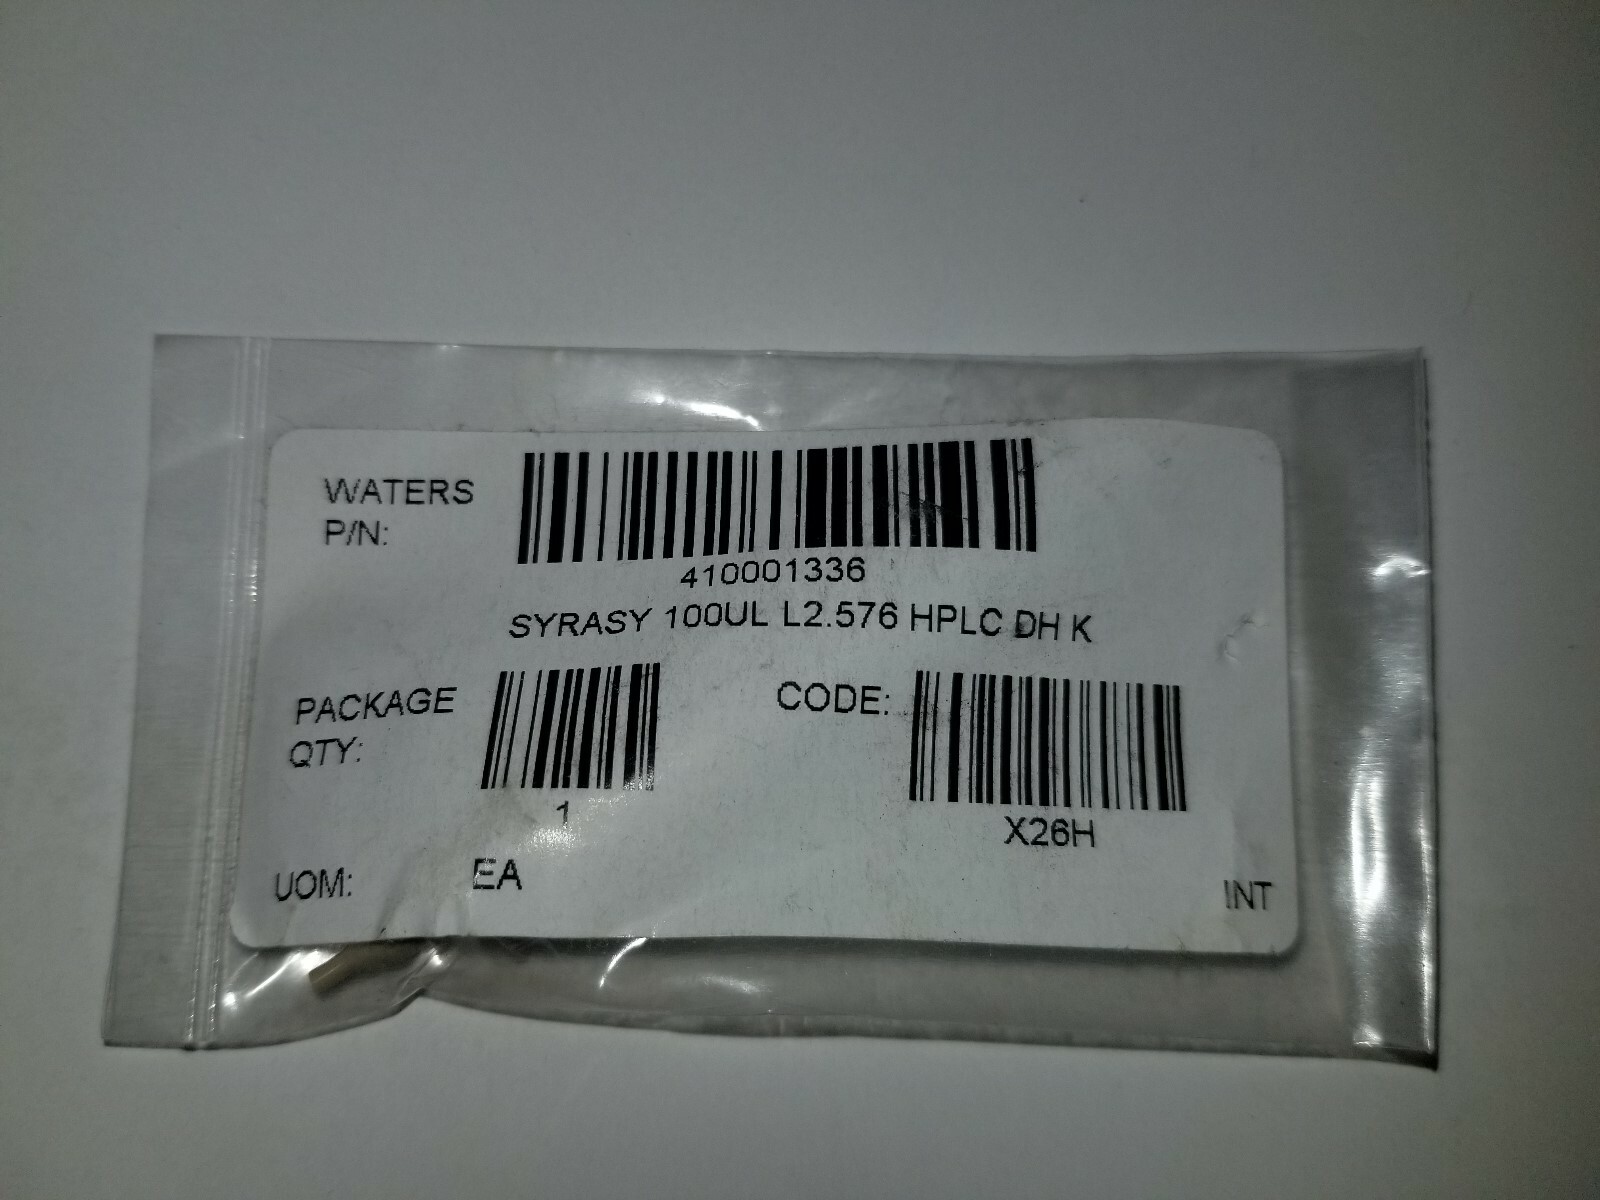 WATERS
P/N:
410001336
SYRASY 100UL L2.576 HPLC DH K
PACKAGE
QTY:
1
CODE:
X26H
UOM:
EA
INT